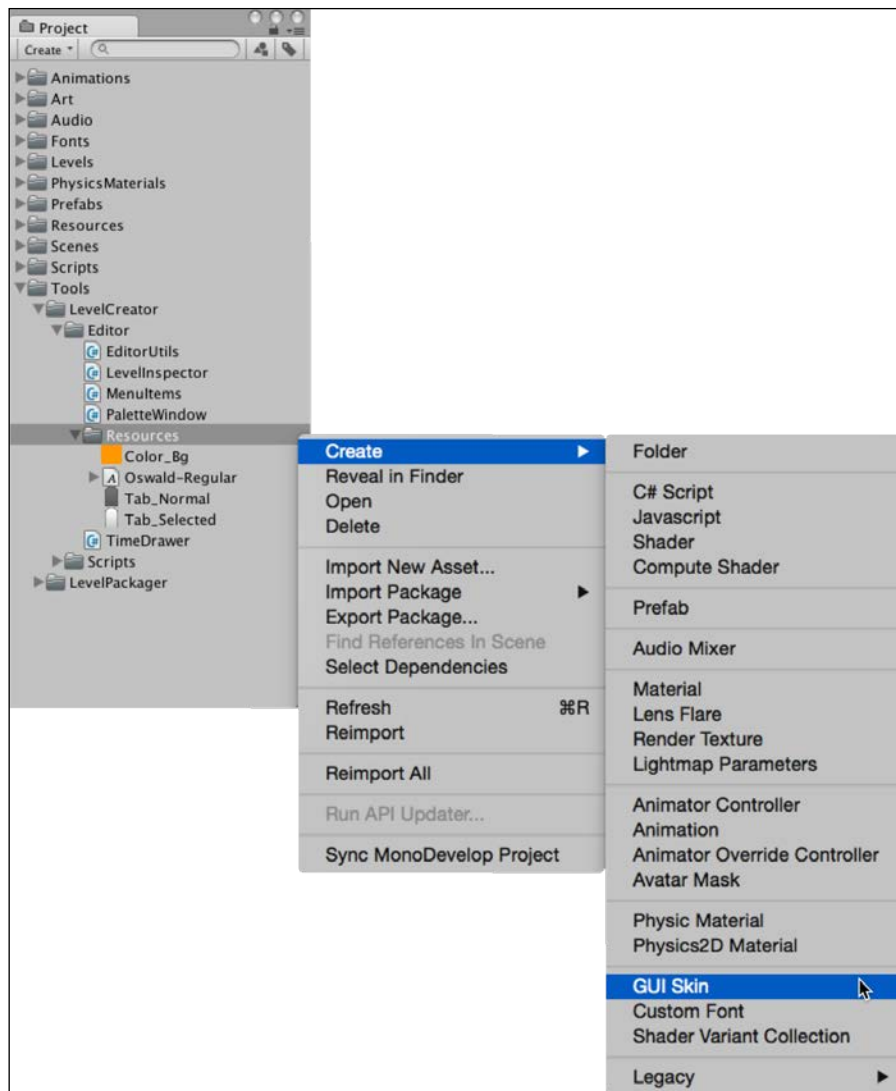 Project
Create
Animations
Art
Audio
Fonts
Levels
PhysicsMaterials
Prefabs
Resources
Scenes
Scripts
Tools
LevelCreator
Editor
EditorUtils
LevelInspector
MenuItems
PaletteWindow
Resources
Color_Bg
Oswald-Regular
Tab_Normal
Tab_Selected
TimeDrawer
Scripts
LevelPackager
Create
Reveal in Finder
Open
Delete
Import New Asset...
Import Package
Export Package...
Find References In Scene
Select Dependencies
Refresh ⌘R
Reimport
Reimport All
Run API Updater...
Sync MonoDevelop Project
Folder
C# Script
Javascript
Shader
Compute Shader
Prefab
Audio Mixer
Material
Lens Flare
Render Texture
Lightmap Parameters
Animator Controller
Animation
Animator Override Controller
Avatar Mask
Physic Material
Physics2D Material
GUI Skin
Custom Font
Shader Variant Collection
Legacy